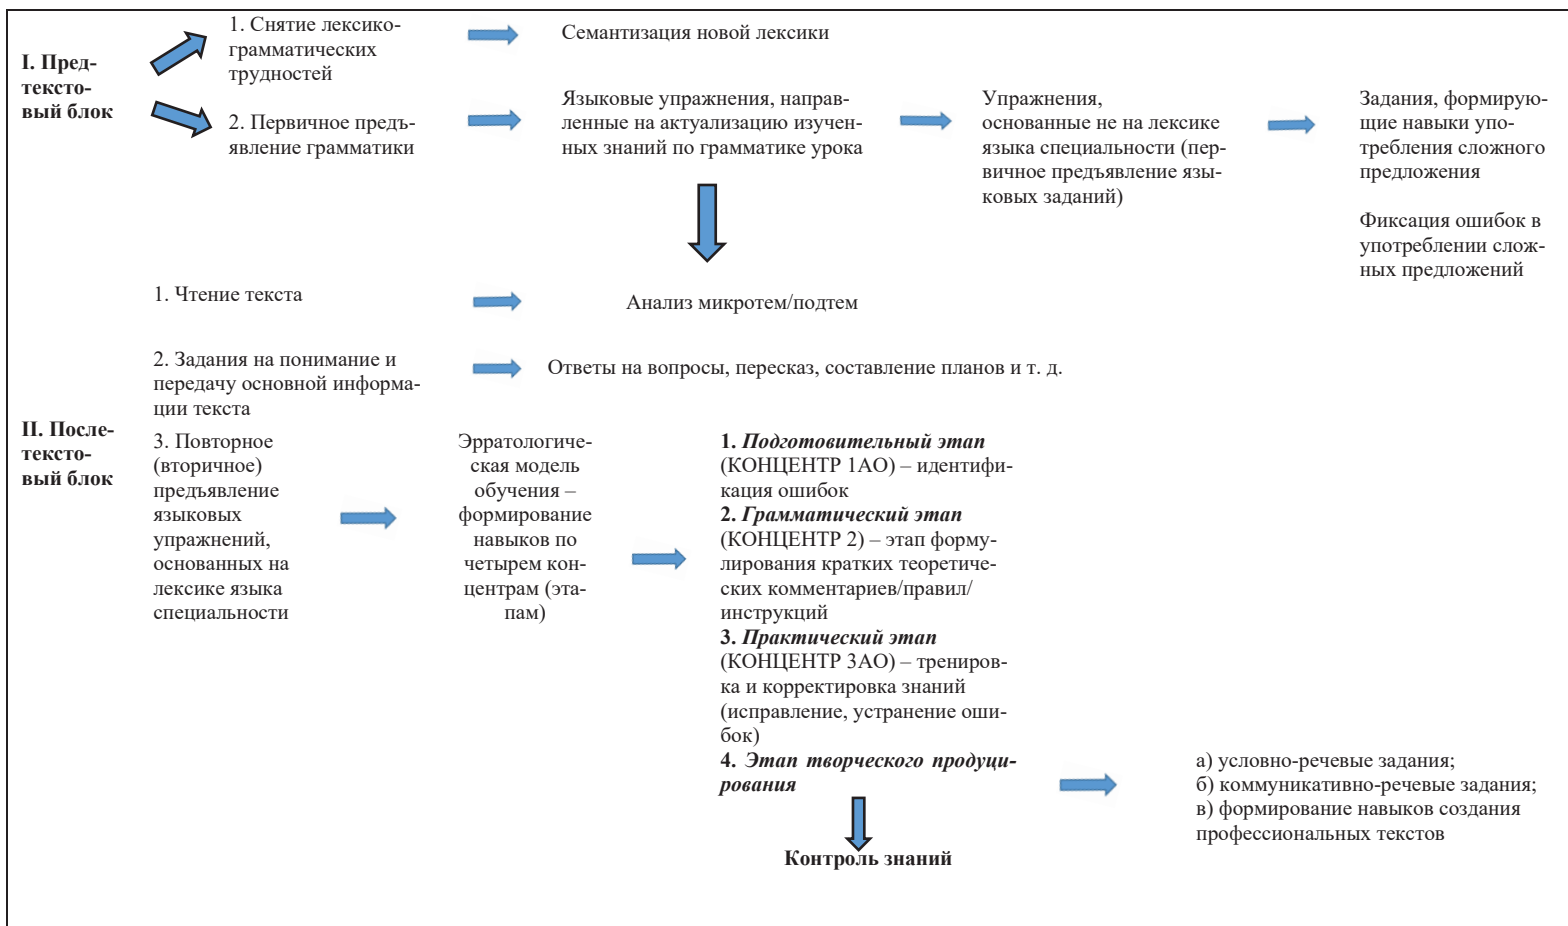 I. Пред-
тексто-
вый блок
1. Снятие лексико-
грамматических
трудностей
Семантизация новой лексики
2. Первичное предъ-
явление грамматики
Языковые упражнения, направ-
ленные на актуализацию изучен-
ных знаний по грамматике урока
Упражнения,
основанные не на лексике
языка специальности (пер-
вичное предъявление язы-
ковых заданий)
Задания, формирую-
щие навыки упо-
требления сложного
предложения
Фиксация ошибок в
употреблении слож-
ных предложений
II. После-
тексто-
вый блок
1. Чтение текста
Анализ микротем/подтем
2. Задания на понимание и
передачу основной информа-
ции текста
Ответы на вопросы, пересказ, составление планов и т. д.
3. Повторное
(вторичное)
предъявление
языковых
упражнений,
основанных на
лексике языка
специальности
Эрратологиче-
ская модель
обучения –
формирование
навыков по
четырем кон-
центрам (эта-
пам)
1. Подготовительный этап
(КОНЦЕНТР 1АО) – идентифи-
кация ошибок
2. Грамматический этап
(КОНЦЕНТР 2) – этап форму-
лирования кратких теоретиче-
ских комментариев/правил/
инструкций
3. Практический этап
(КОНЦЕНТР 3АО) – трениров-
ка и корректировка знаний
(исправление, устранение оши-
бок)
4. Этап творческого продуци-
рования
а) условно-речевые задания;
б) коммуникативно-речевые задания;
в) формирование навыков создания
профессиональных текстов
Контроль знаний